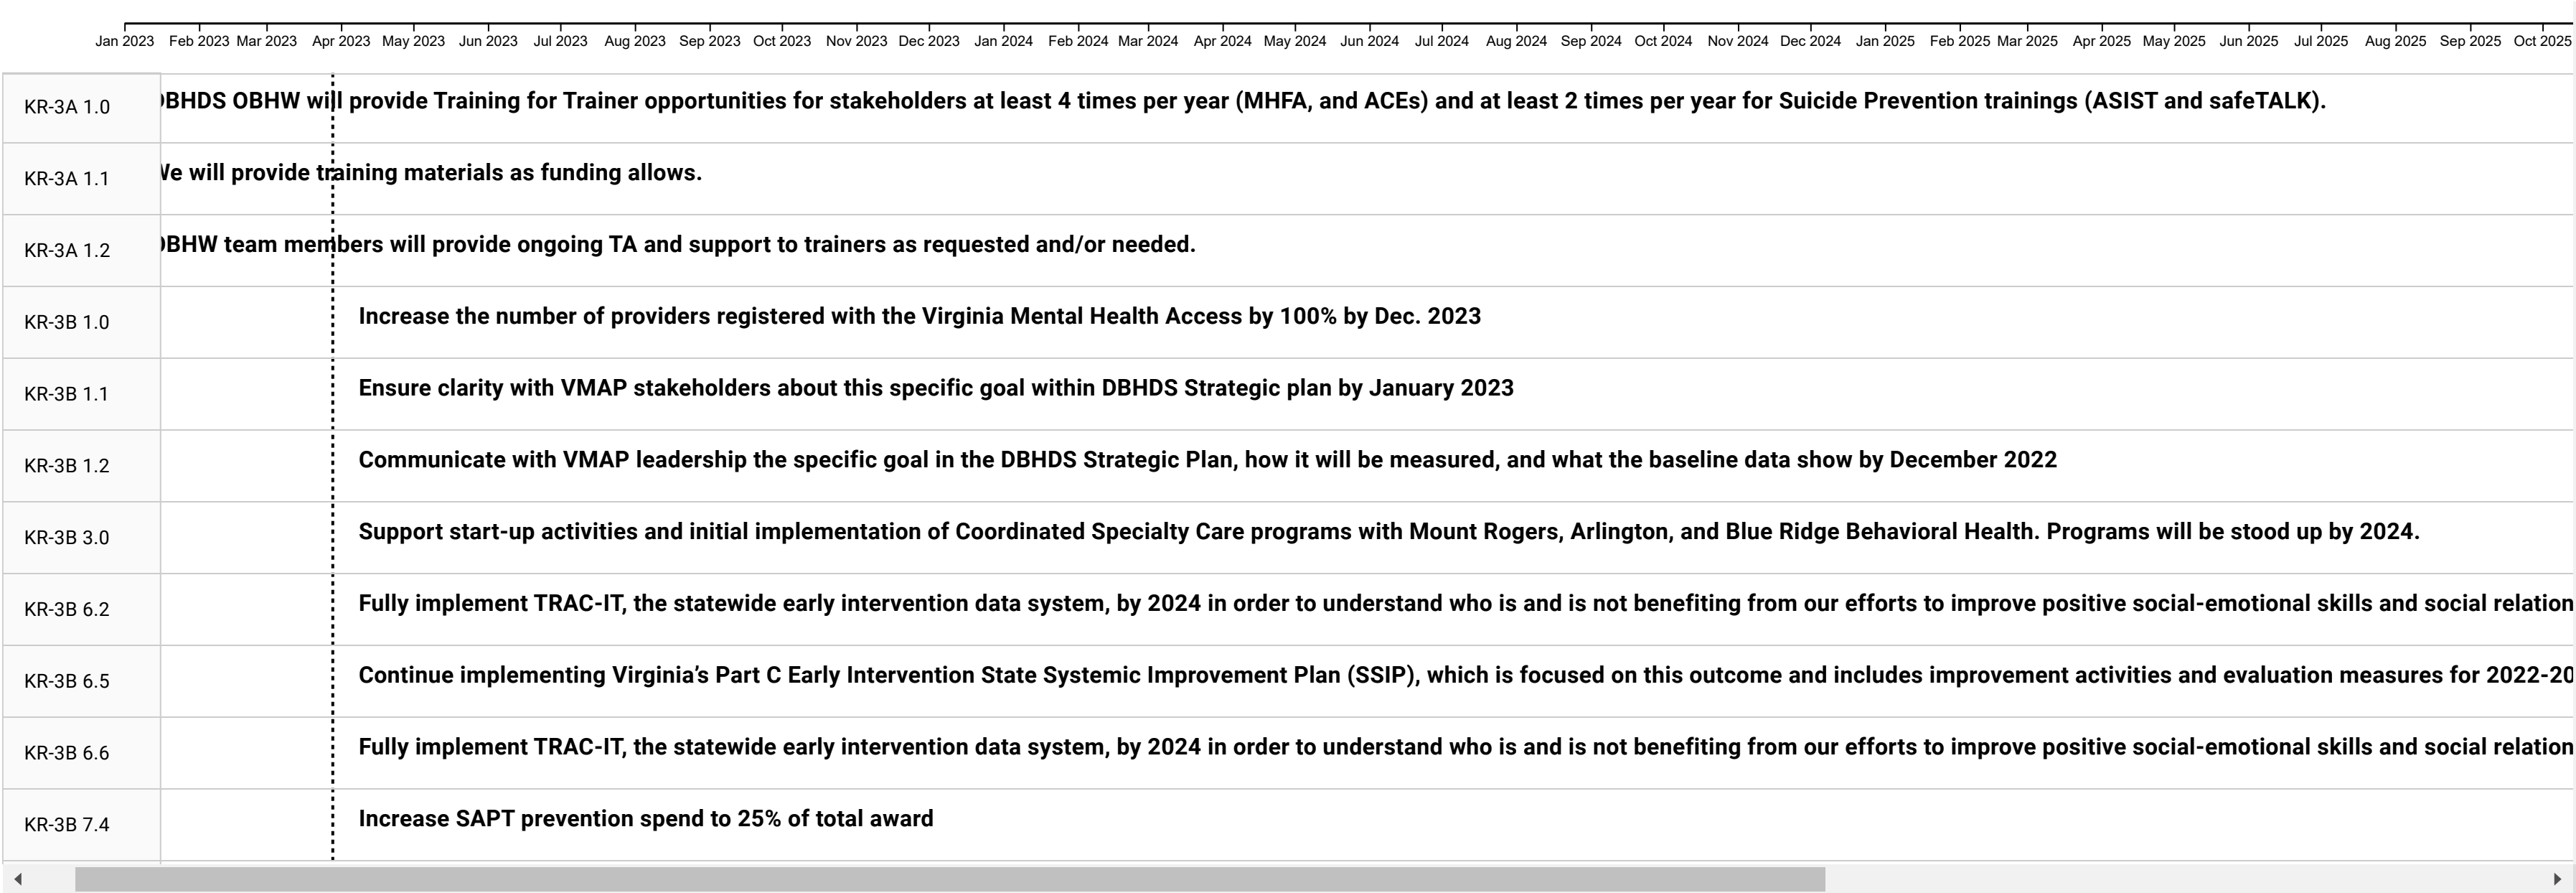 Jan 2023 Feb 2023 Mar 2023 Apr 2023 May 2023 Jun 2023 Jul 2023 Aug 2023 Sep 2023 Oct 2023 Nov 2023 Dec 2023 Jan 2024 Feb 2024 Mar 2024 Apr 2024 May 2024 Jun 2024 Jul 2024 Aug 2024 Sep 2024 Oct 2024 Nov 2024 Dec 2024 Jan 2025 Feb 2025 Mar 2025 Apr 2025 May 2025 Jun 2025 Jul 2025 Aug 2025 Sep 2025 Oct 2025
KR-3A 1.0 DBHDS OBHW will provide Training for Trainer opportunities for stakeholders at least 4 times per year (MHFA, and ACEs) and at least 2 times per year for Suicide Prevention trainings (ASIST and safeTALK).
KR-3A 1.1 We will provide training materials as funding allows.
KR-3A 1.2 OBHW team members will provide ongoing TA and support to trainers as requested and/or needed.
KR-3B 1.0 Increase the number of providers registered with the Virginia Mental Health Access by 100% by Dec. 2023
KR-3B 1.1 Ensure clarity with VMAP stakeholders about this specific goal within DBHDS Strategic plan by January 2023
KR-3B 1.2 Communicate with VMAP leadership the specific goal in the DBHDS Strategic Plan, how it will be measured, and what the baseline data show by December 2022
KR-3B 3.0 Support start-up activities and initial implementation of Coordinated Specialty Care programs with Mount Rogers, Arlington, and Blue Ridge Behavioral Health. Programs will be stood up by 2024.
KR-3B 6.2 Fully implement TRAC-IT, the statewide early intervention data system, by 2024 in order to understand who is and is not benefiting from our efforts to improve positive social-emotional skills and social relation
KR-3B 6.5 Continue implementing Virginia’s Part C Early Intervention State Systemic Improvement Plan (SSIP), which is focused on this outcome and includes improvement activities and evaluation measures for 2022-20
KR-3B 6.6 Fully implement TRAC-IT, the statewide early intervention data system, by 2024 in order to understand who is and is not benefiting from our efforts to improve positive social-emotional skills and social relation
KR-3B 7.4 Increase SAPT prevention spend to 25% of total award